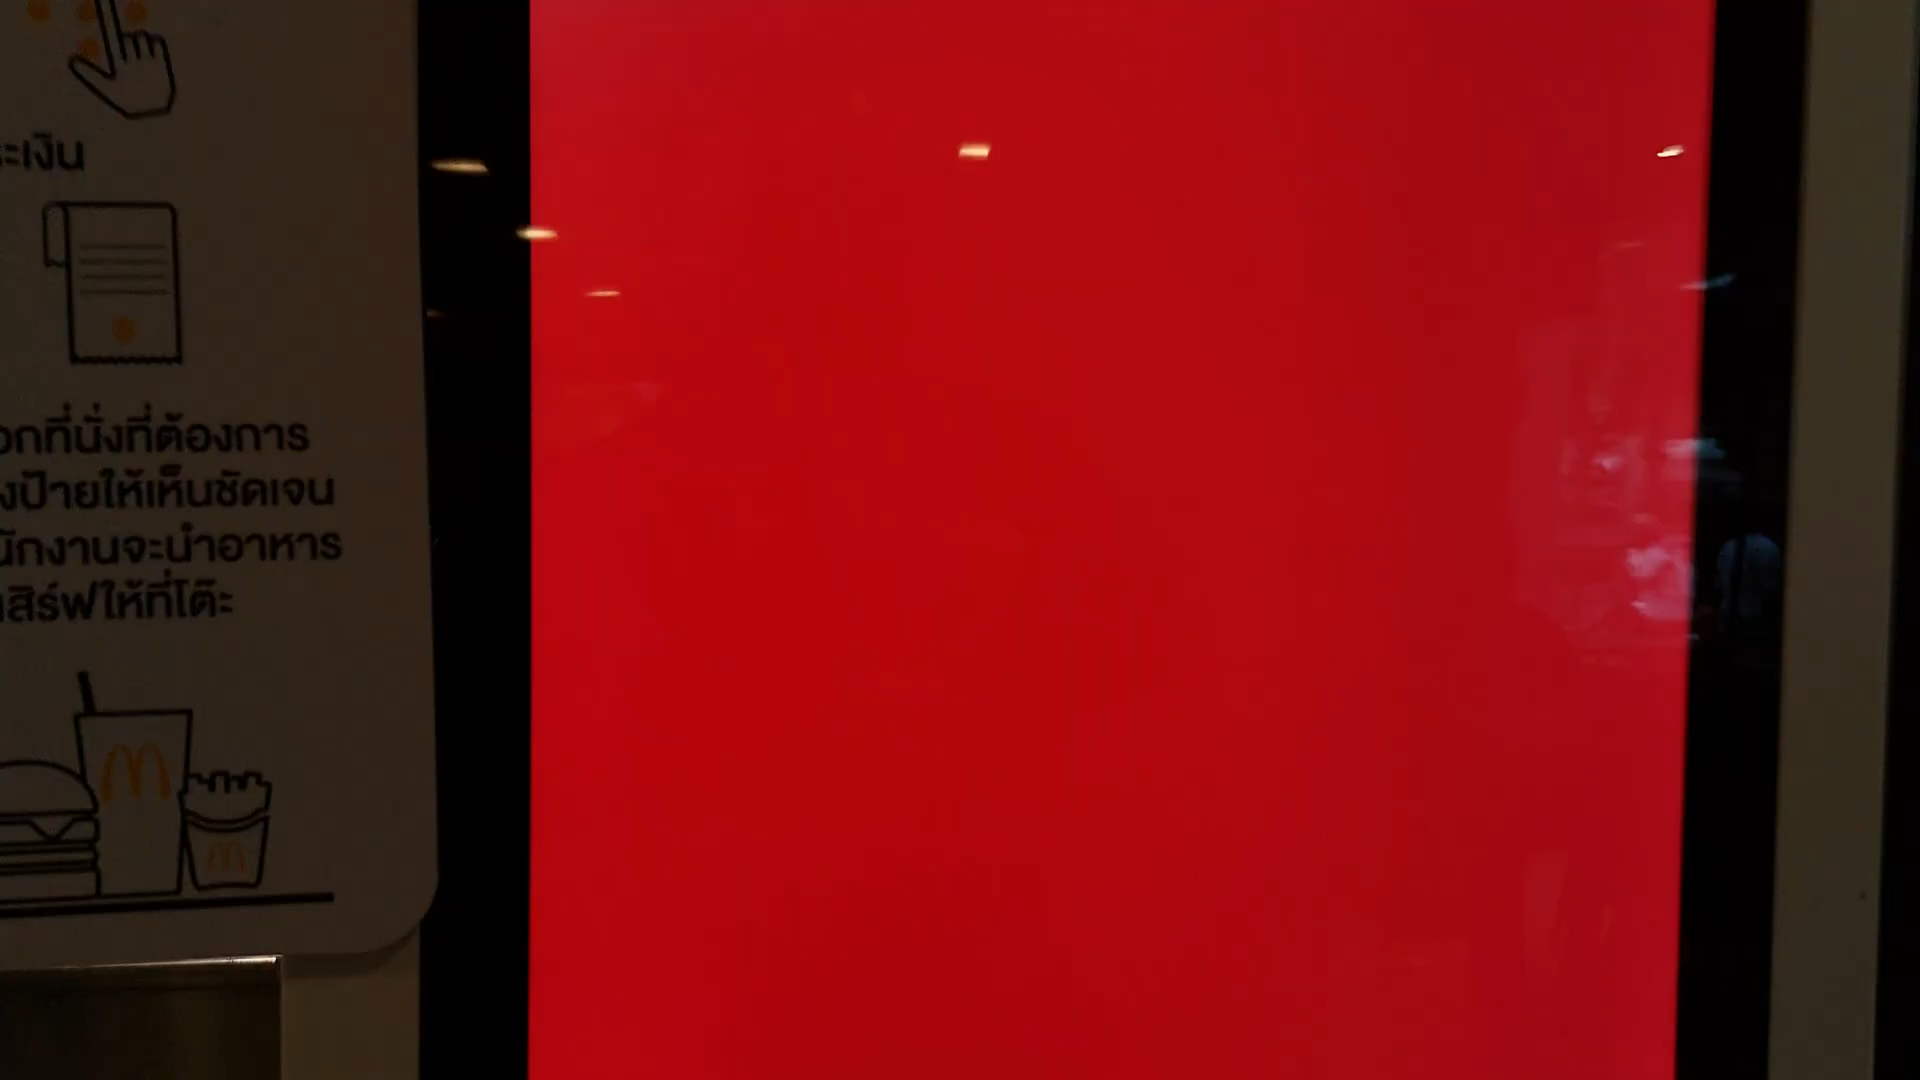 ะเงิน
อกที่นั่งที่ต้องการ
งป้ายให้เห็นชัดเจน
นักงานจะนำอาหาร
สิร์ฟให้ที่โต๊ะ